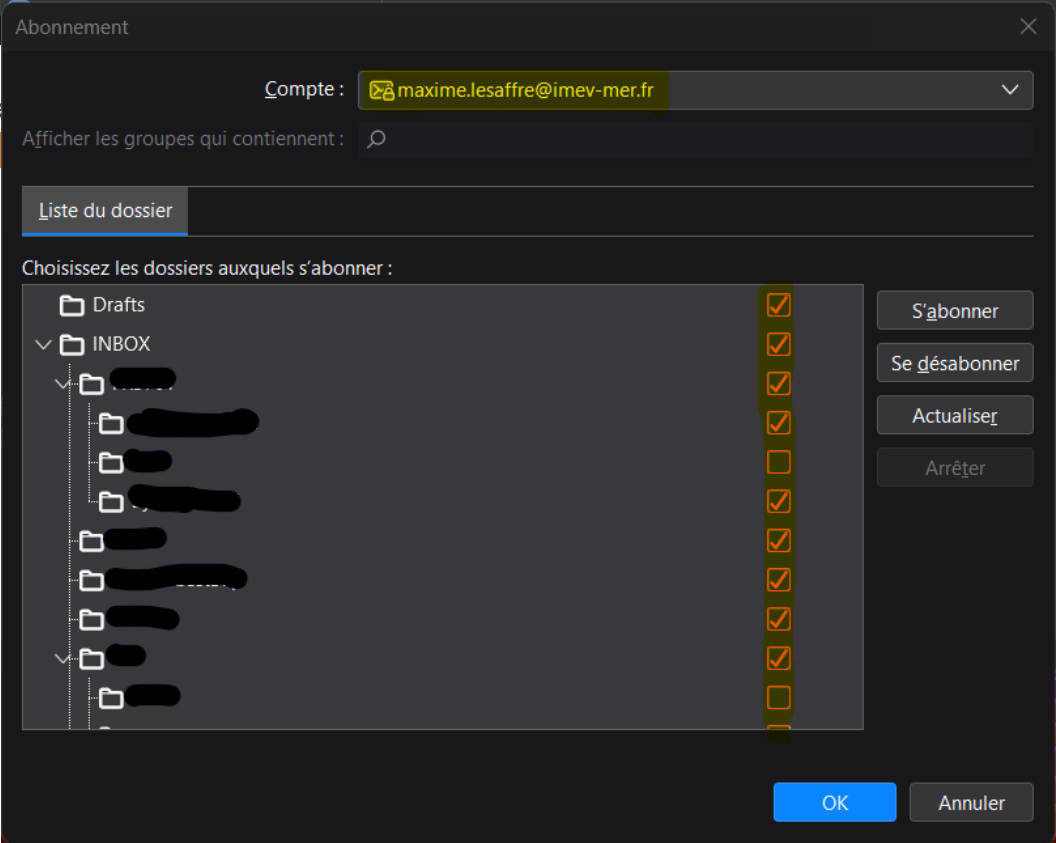 Abonnement
Compte :
maxime.lesaffre@imev-mer.fr
Afficher les groupes qui contiennent :
Liste du dossier
Choisissez les dossiers auxquels s’abonner :
Drafts
INBOX
S’abonner
Se désabonner
Actualiser
Arrêter
OK
Annuler